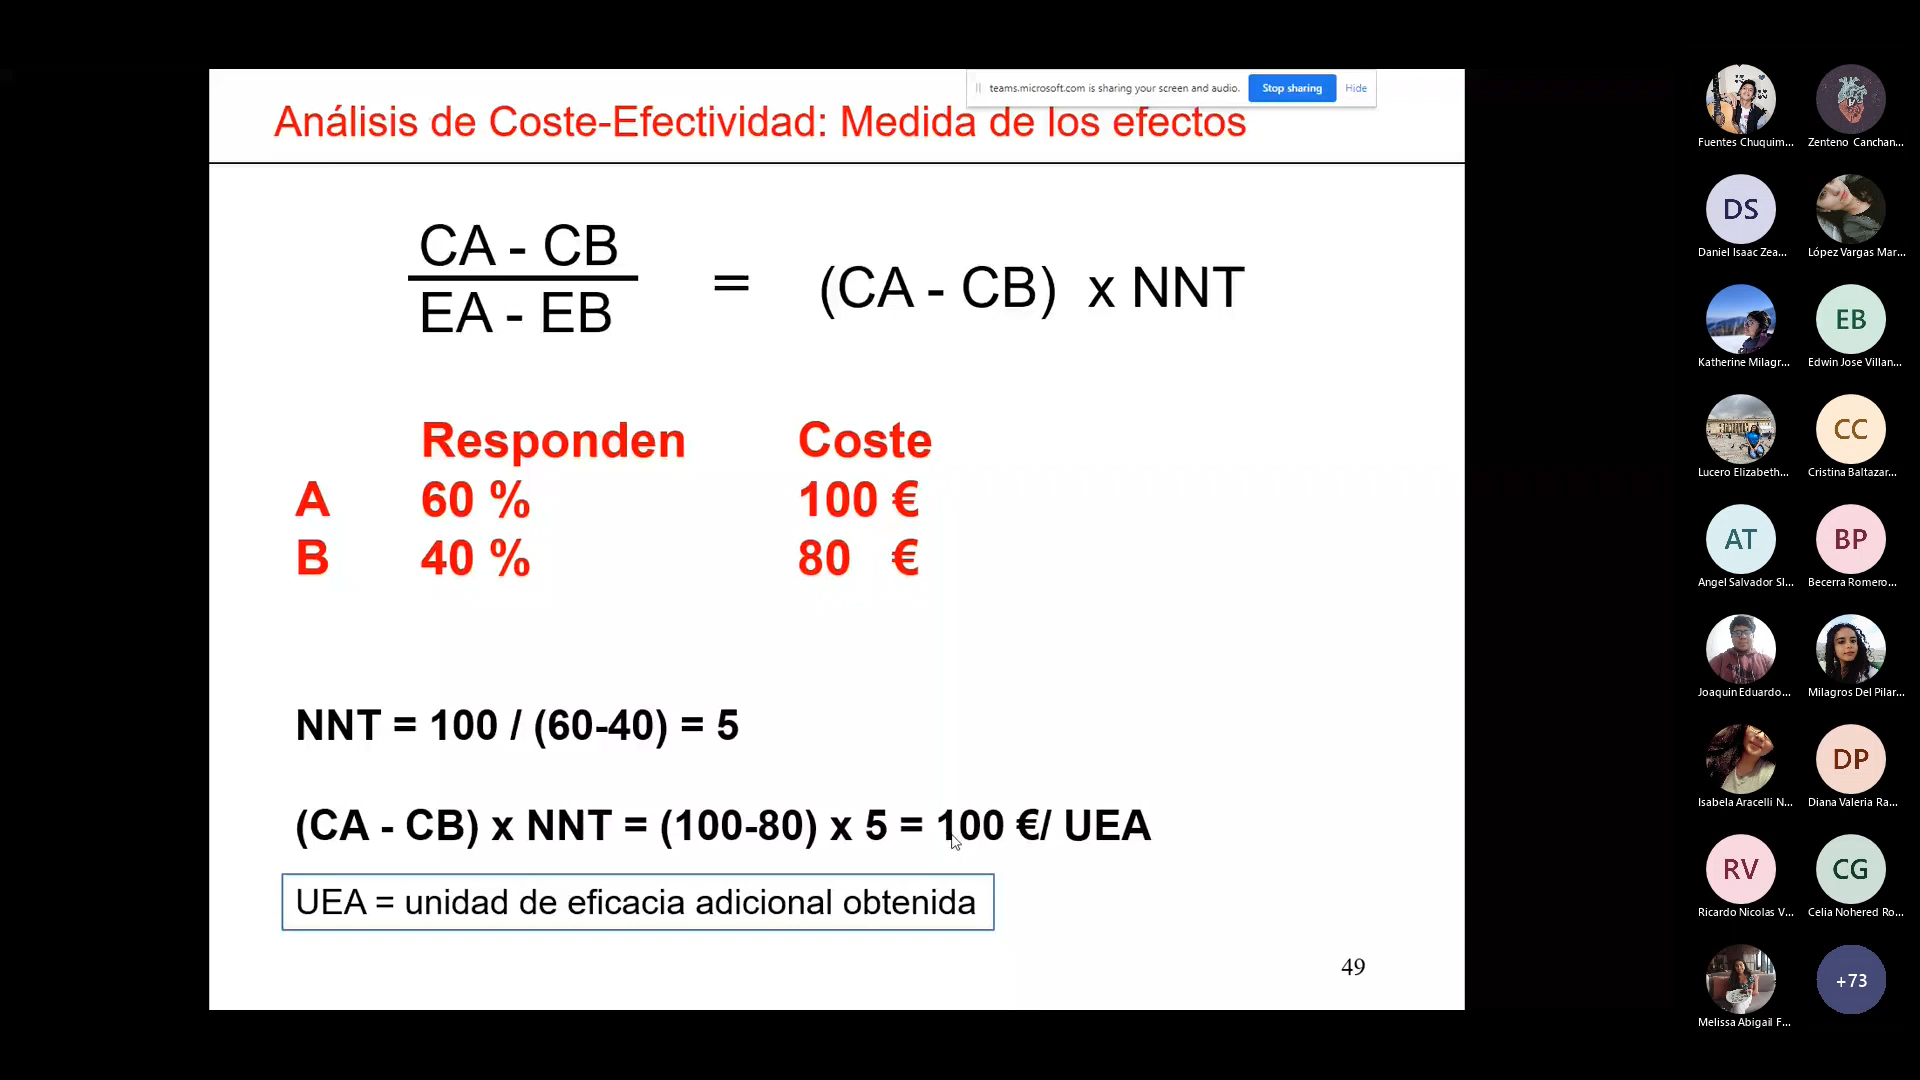 teams.microsoft.com is sharing your screen and audio. Stop sharing Hide
Análisis de Coste-Efectividad: Medida de los efectos
CA - CB
EA - EB
= (CA - CB) x NNT
Responden Coste
A 60 % 100 €
B 40 % 80 €
NNT = 100 / (60-40) = 5
(CA - CB) x NNT = (100-80) x 5 = 100 €/ UEA
UEA = unidad de eficacia adicional obtenida
49
Fuentes Chuquim... Zenteno Canchan...
DS
Daniel Isaac Zea... López Vargas Mar...
EB
Katherine Milagr... Edwin Jose Villan...
CC
Lucero Elizabeth... Cristina Baltazar...
AT BP
Angel Salvador Sl... Becerra Romero...
Joaquin Eduardo... Milagros Del Pilar...
DP
Isabela Aracelli N... Diana Valeria Ra...
RV CG
Ricardo Nicolas V... Celia Nohered Ro...
+73
Melissa Abigail F...